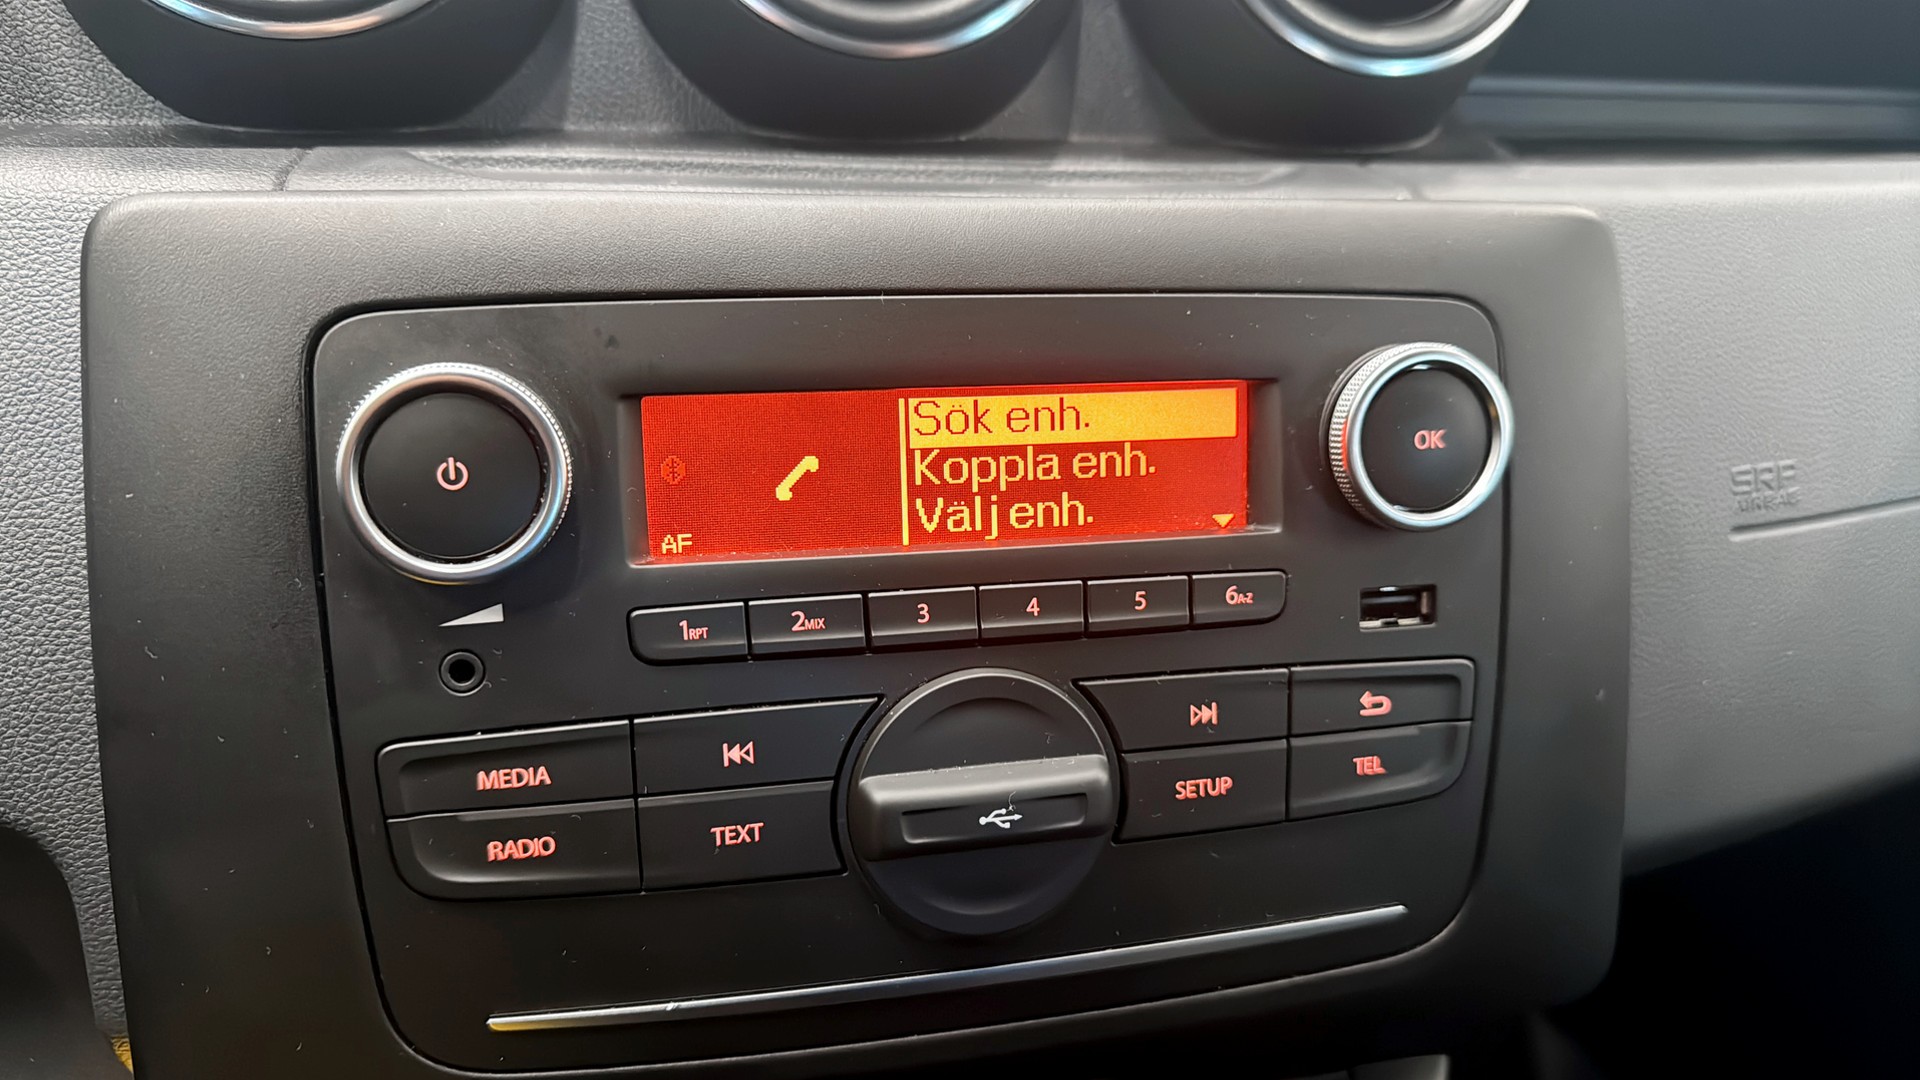 Sök enh.
Koppla enh.
Välj enh.
AF
OK
1RPT
2MIX
3
4
5
6A-Z
MEDIA
RADIO
TEXT
SETUP
TEL